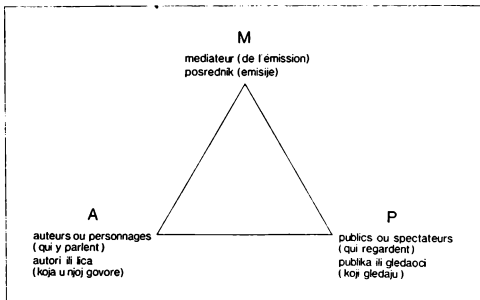 M
mediateur (de l'émission)
posrednik (emisije)
A
auteurs ou personnages
(qui y parlent)
autori ili lica
(koja u njoj govore)
P
publics ou spectateurs
(qui regardent)
publika ili gledaoci
(koji gledaju)